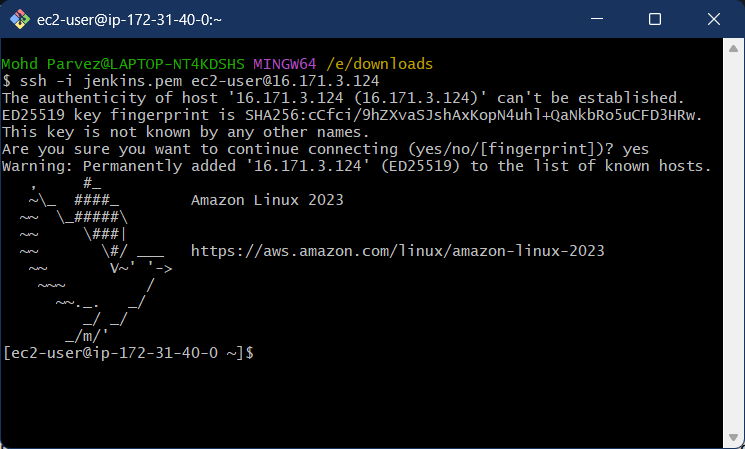 ec2-user@ip-172-31-40-0:~
Mohd Parvez@LAPTOP-NT4KDSHS MINGW64 /e/downloads
$ ssh -i jenkins.pem ec2-user@16.171.3.124
The authenticity of host '16.171.3.124 (16.171.3.124)' can't be established.
ED25519 key fingerprint is SHA256:cCfci/9hZXvaSJshAxKopN4uhl+QaNkbRo5uCFD3HRw.
This key is not known by any other names.
Are you sure you want to continue connecting (yes/no/[fingerprint])? yes
Warning: Permanently added '16.171.3.124' (ED25519) to the list of known hosts.
   ,     #_
   ~\_  ####_        Amazon Linux 2023
  ~~  \_#####\
  ~~     \###|
  ~~       \#/ ___   https://aws.amazon.com/linux/amazon-linux-2023
   ~~       V~' '->
    ~~~         /
      ~~._.   _/
         _/ _/
       _/m/'
[ec2-user@ip-172-31-40-0 ~]$